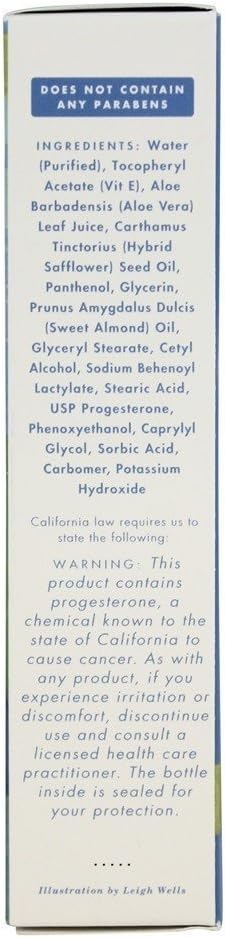 DOES NOT CONTAIN
ANY PARABENS
INGREDIENTS: Water
(Purified), Tocopheryl
Acetate (Vit E), Aloe
Barbadensis (Aloe Vera)
Leaf Juice, Carthamus
Tinctorius (Hybrid
Safflower) Seed Oil,
Panthenol, Glycerin,
Prunus Amygdalus Dulcis
(Sweet Almond) Oil,
Glyceryl Stearate, Cetyl
Alcohol, Sodium Behenoyl
Lactylate, Stearic Acid,
USP Progesterone,
Phenoxyethanol, Caprylyl
Glycol, Sorbic Acid,
Carbomer, Potassium
Hydroxide
California law requires us to
state the following:
WARNING: This
product contains
progesterone, a
chemical known to the
state of California to
cause cancer. As with
any product, if you
experience irritation or
discomfort, discontinue
use and consult a
licensed health care
practitioner. The bottle
inside is sealed for
your protection.
.....
Illustration by Leigh Wells